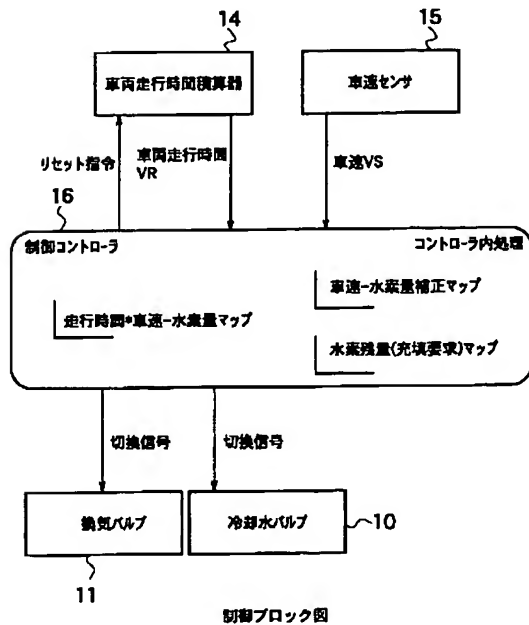 14
15
車両走行時間積算器
車速センサ
リセット指令
車両走行時間
VR
車速VS
16
制御コントローラ
コントローラ内処理
車速-水素量補正マップ
走行時間*車速-水素量マップ
水素残量(充填要求)マップ
切換信号
切換信号
換気バルブ
冷却水バルブ
10
11
制御ブロック図